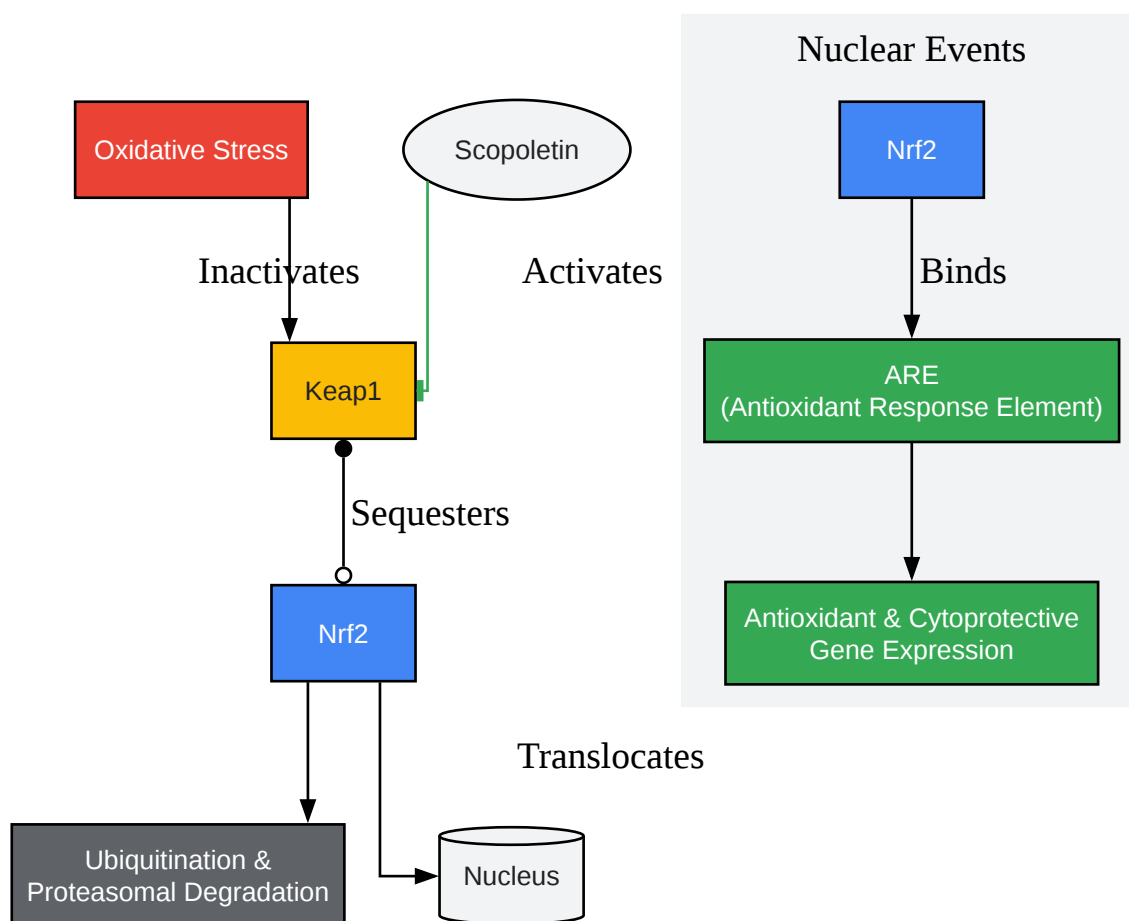 Nuclear Events
Oxidative Stress
Scopoletin
Nrf2
Inactivates
Activates
Binds
Keap1
ARE
(Antioxidant Response Element)
Sequesters
Nrf2
Antioxidant & Cytoprotective
Gene Expression
Translocates
Ubiquitination &
Proteasomal Degradation
Nucleus